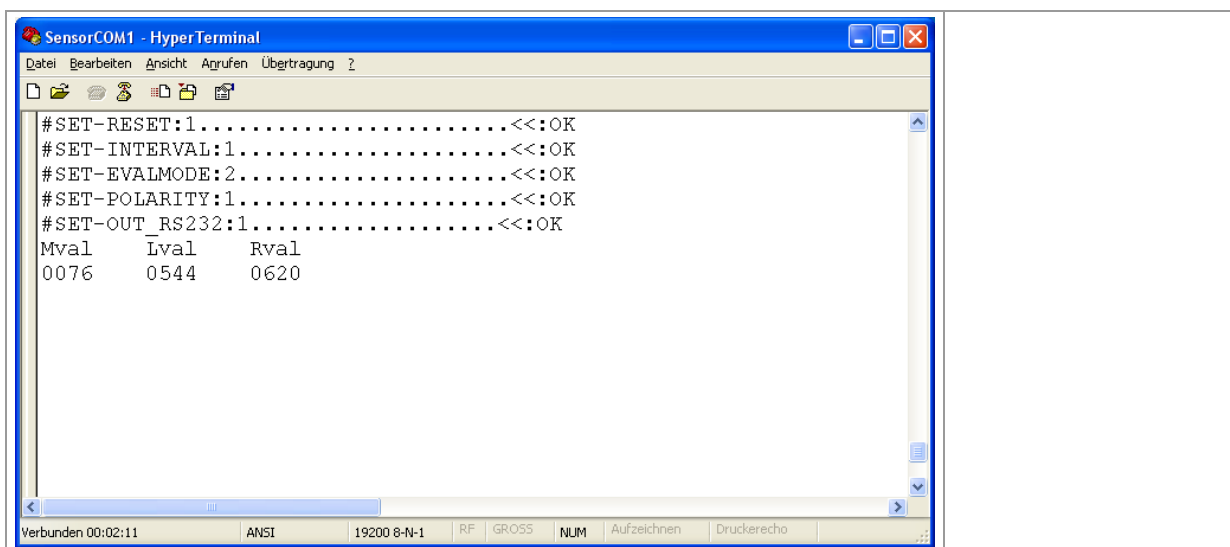 SensorCOM1 - HyperTerminal
Datei Bearbeiten Ansicht Anrufen Übertragung ?
#SET-RESET:1........................<<:OK
#SET-INTERVAL:1.....................<<:OK
#SET-EVALMODE:2.....................<<:OK
#SET-POLARITY:1.....................<<:OK
#SET-OUT_RS232:1...................<<:OK
Mval Lval Rval
0076 0544 0620
Verbunden 00:02:11 ANSI 19200 8-N-1 RF GROSS NUM Aufzeichnen Druckerecho